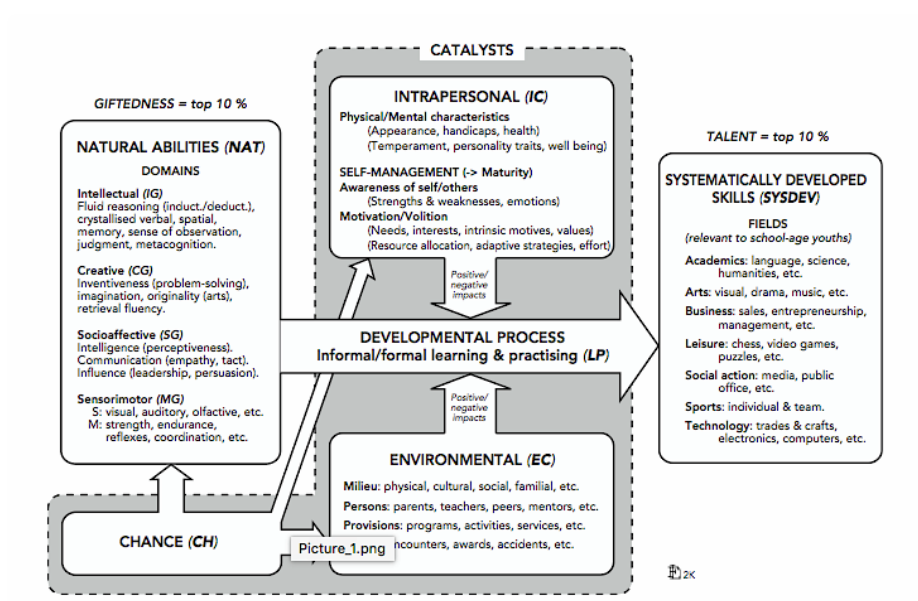 CATALYSTS
GIFTEDNESS = top 10 %
NATURAL ABILITIES (NAT)
DOMAINS
Intellectual (IG)
Fluid reasoning (induct./deduct.),
crystallised verbal, spatial,
memory, sense of observation,
judgment, metacognition.
Creative (CG)
Inventiveness (problem-solving),
imagination, originality (arts),
retrieval fluency.
Socioaffective (SG)
Intelligence (perceptiveness).
Communication (empathy, tact).
Influence (leadership, persuasion).
Sensorimotor (MG)
S: visual, auditory, olfactive, etc.
M: strength, endurance,
reflexes, coordination, etc.
INTRAPERSONAL (IC)
Physical/Mental characteristics
(Appearance, handicaps, health)
(Temperament, personality traits, well being)
SELF-MANAGEMENT (-> Maturity)
Awareness of self/others
(Strengths & weaknesses, emotions)
Motivation/Volition
(Needs, interests, intrinsic motives, values)
(Resource allocation, adaptive strategies, effort)
Positive/
negative
impacts
DEVELOPMENTAL PROCESS
Informal/formal learning & practising (LP)
Positive/
negative
impacts
ENVIRONMENTAL (EC)
Milieu: physical, cultural, social, familial, etc.
Persons: parents, teachers, peers, mentors, etc.
Provisions: programs, activities, services, etc.
encounters, awards, accidents, etc.
Picture_1.png
CHANCE (CH)
TALENT = top 10 %
SYSTEMATICALLY DEVELOPED
SKILLS (SYSDEV)
FIELDS
(relevant to school-age youths)
Academics: language, science,
humanities, etc.
Arts: visual, drama, music, etc.
Business: sales, entrepreneurship,
management, etc.
Leisure: chess, video games,
puzzles, etc.
Social action: media, public
office, etc.
Sports: individual & team.
Technology: trades & crafts,
electronics, computers, etc.
2K